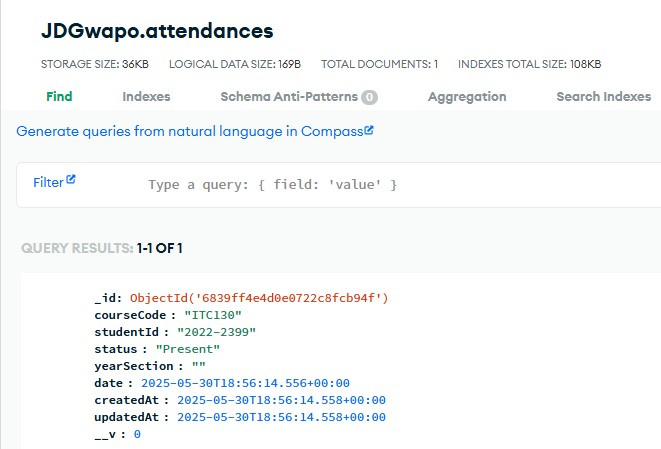 JDGwapo.attendances
STORAGE SIZE: 36KB LOGICAL DATA SIZE: 169B TOTAL DOCUMENTS: 1 INDEXES TOTAL SIZE: 108KB
Find Indexes Schema Anti-Patterns 0 Aggregation Search Indexes
Generate queries from natural language in Compass
Filter Type a query: { field: 'value' }
QUERY RESULTS: 1-1 OF 1
_id: ObjectId('6839ff4e4d0e0722c8fcb94f')
courseCode : "ITC130"
studentId : "2022-2399"
status : "Present"
yearSection : ""
date : 2025-05-30T18:56:14.556+00:00
createdAt : 2025-05-30T18:56:14.558+00:00
updatedAt : 2025-05-30T18:56:14.558+00:00
__v : 0